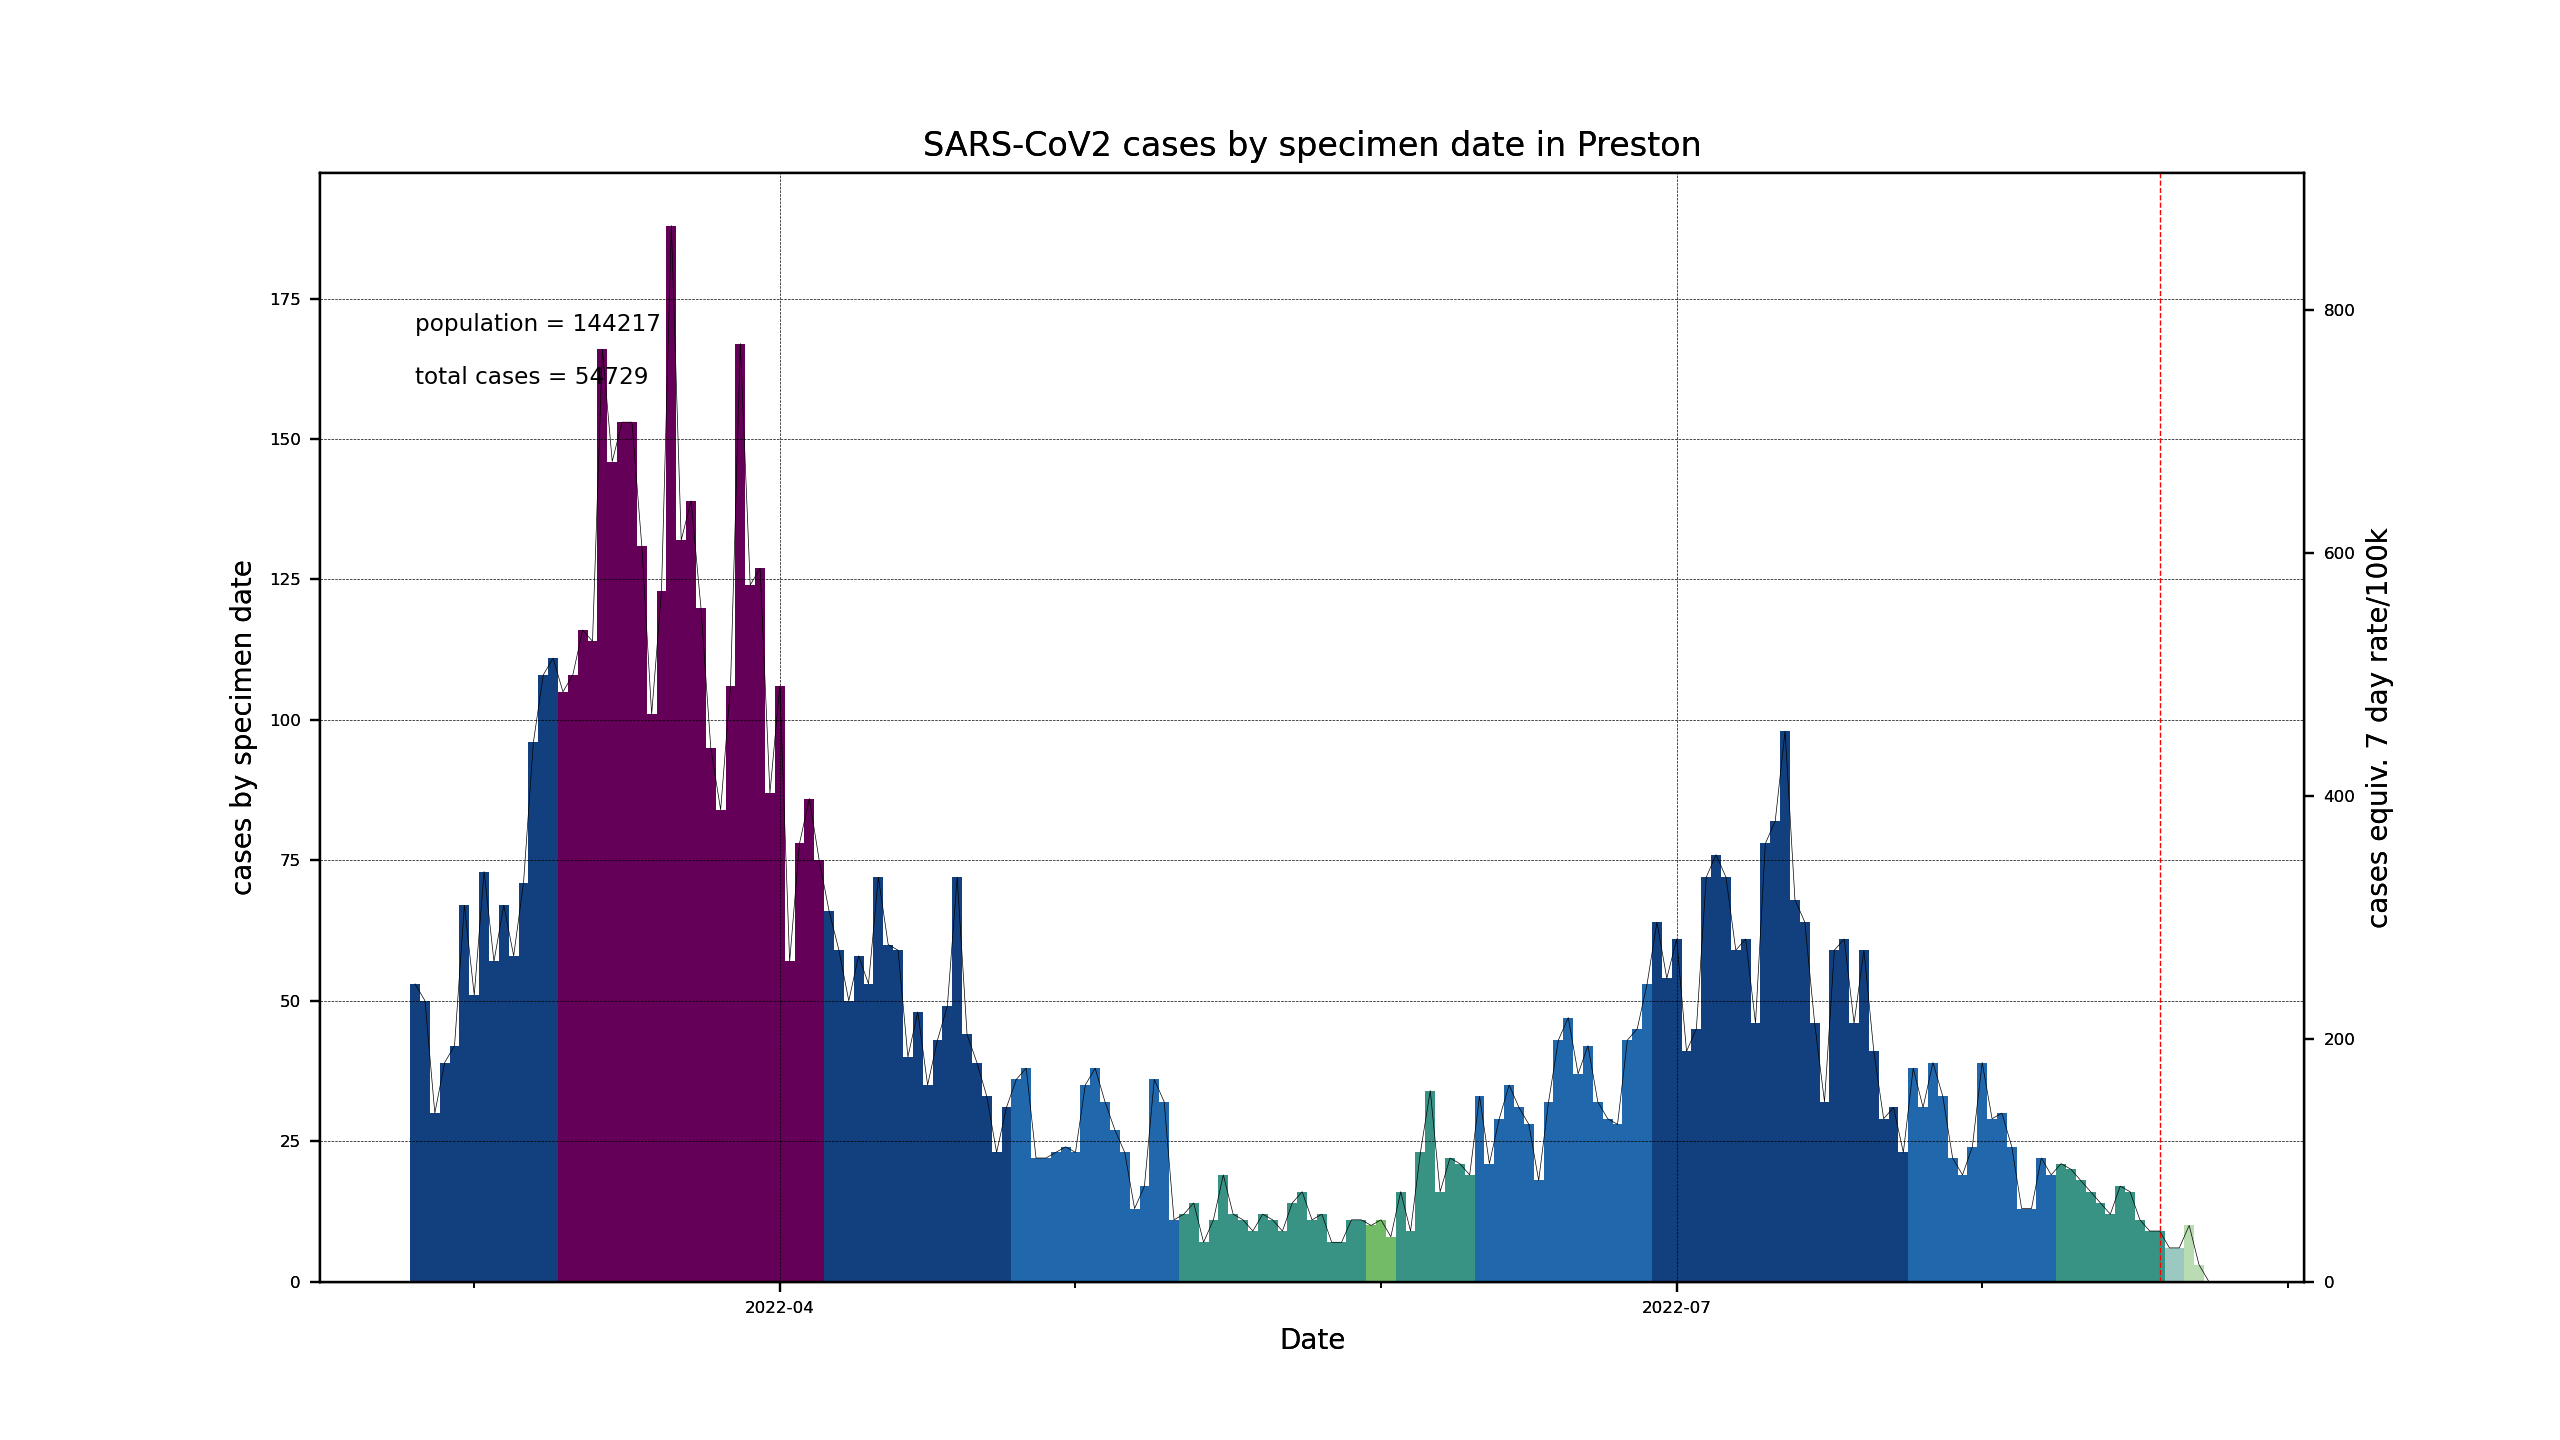 SARS-CoV2 cases by specimen date in Preston
population = 144217
total cases = 54729
cases by specimen date
175
150
125
100
75
50
25
0
800
600
400
200
0
cases equiv. 7 day rate/100k
2022-04
2022-07
Date